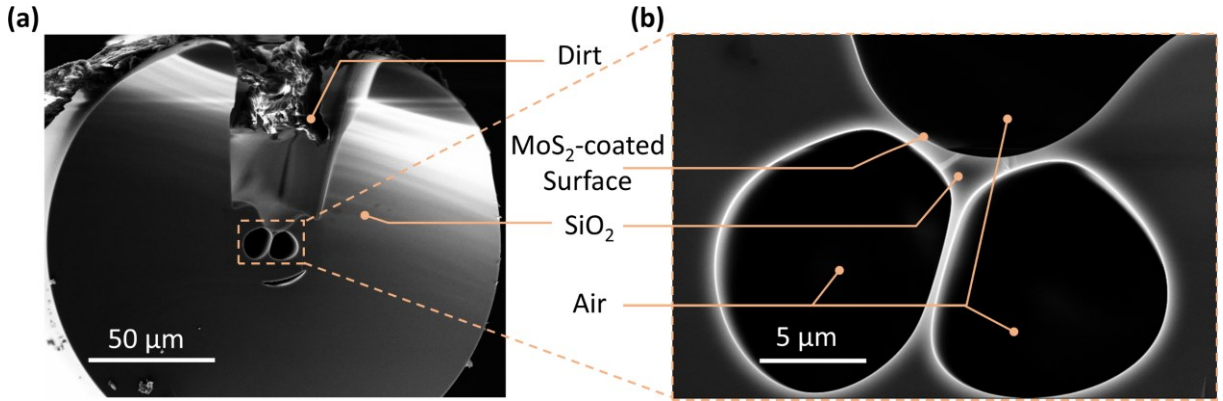 (a)
(b)
Dirt
MoS₂-coated
Surface
SiO₂
Air
50 μm
5 μm